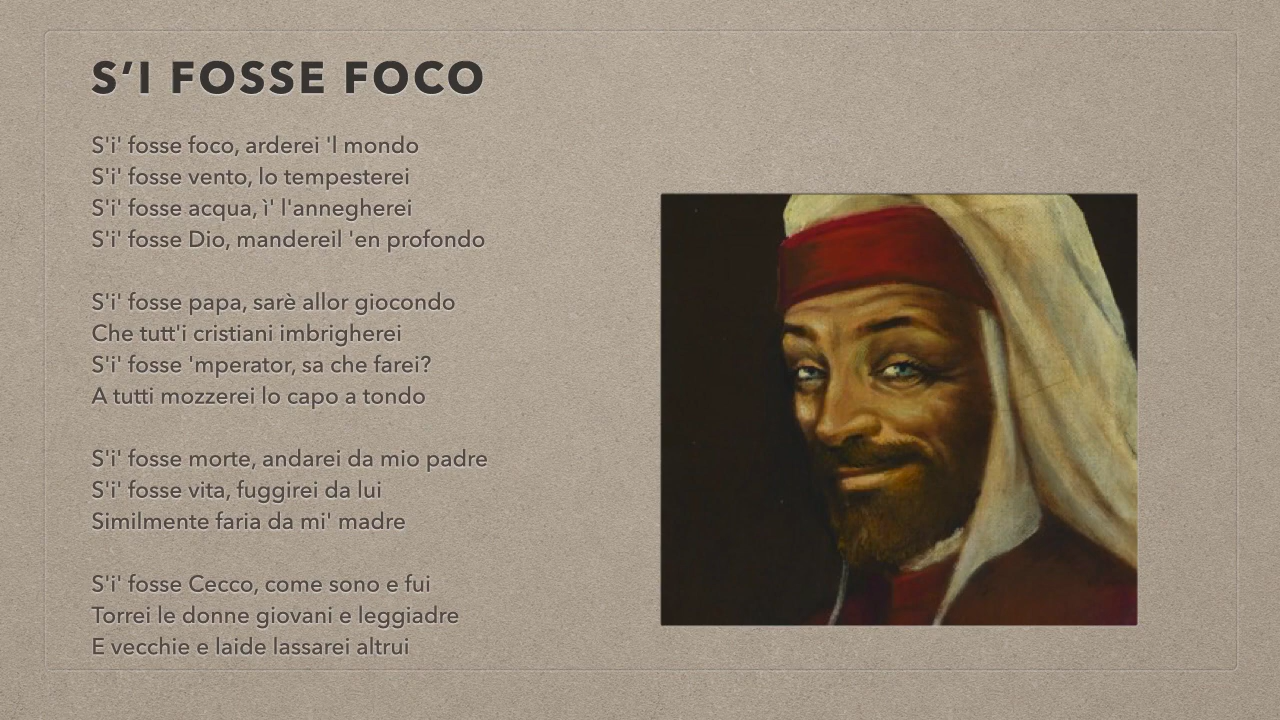 S’I FOSSE FOCO
S'i' fosse foco, arderei 'l mondo
S'i' fosse vento, lo tempesterei
S'i' fosse acqua, ì' l'annegherei
S'i' fosse Dio, mandereil 'en profondo
S'i' fosse papa, sarè allor giocondo
Che tutt'i cristiani imbrigherei
S'i' fosse 'mperator, sa che farei?
A tutti mozzerei lo capo a tondo
S'i' fosse morte, andarei da mio padre
S'i' fosse vita, fuggirei da lui
Similmente faria da mi' madre
S'i' fosse Cecco, come sono e fui
Torrei le donne giovani e leggiadre
E vecchie e laide lassarei altrui